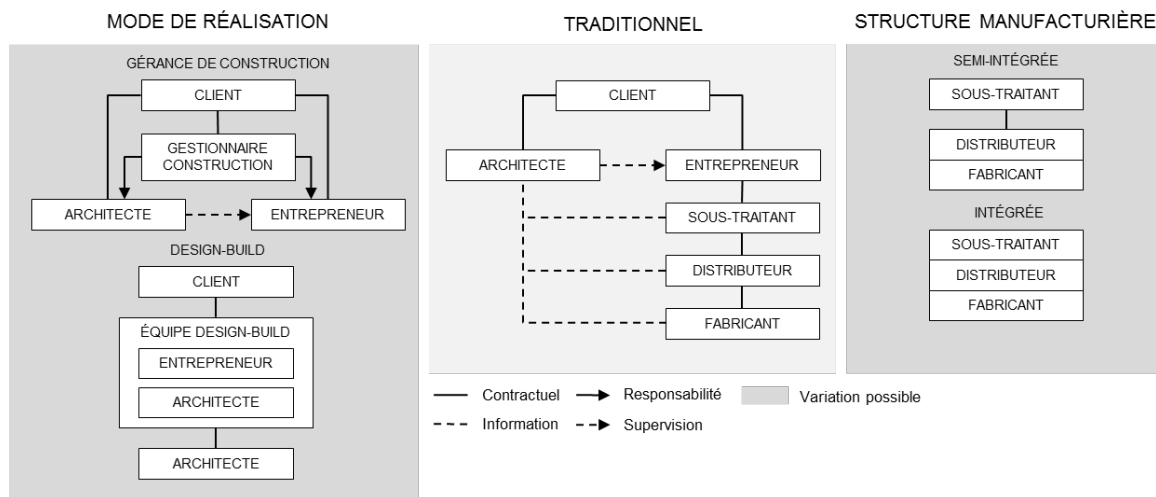 MODE DE RÉALISATION
GÉRANCE DE CONSTRUCTION
CLIENT
GESTIONNAIRE
CONSTRUCTION
ARCHITECTE
ENTREPRENEUR
DESIGN-BUILD
CLIENT
ÉQUIPE DESIGN-BUILD
ENTREPRENEUR
ARCHITECTE
ARCHITECTE
TRADITIONNEL
CLIENT
ARCHITECTE
ENTREPRENEUR
SOUS-TRAITANT
DISTRIBUTEUR
FABRICANT
STRUCTURE MANUFACTURIÈRE
SEMI-INTÉGRÉE
SOUS-TRAITANT
DISTRIBUTEUR
FABRICANT
INTÉGRÉE
SOUS-TRAITANT
DISTRIBUTEUR
FABRICANT
Contractuel
Responsabilité
Variation possible
Information
Supervision